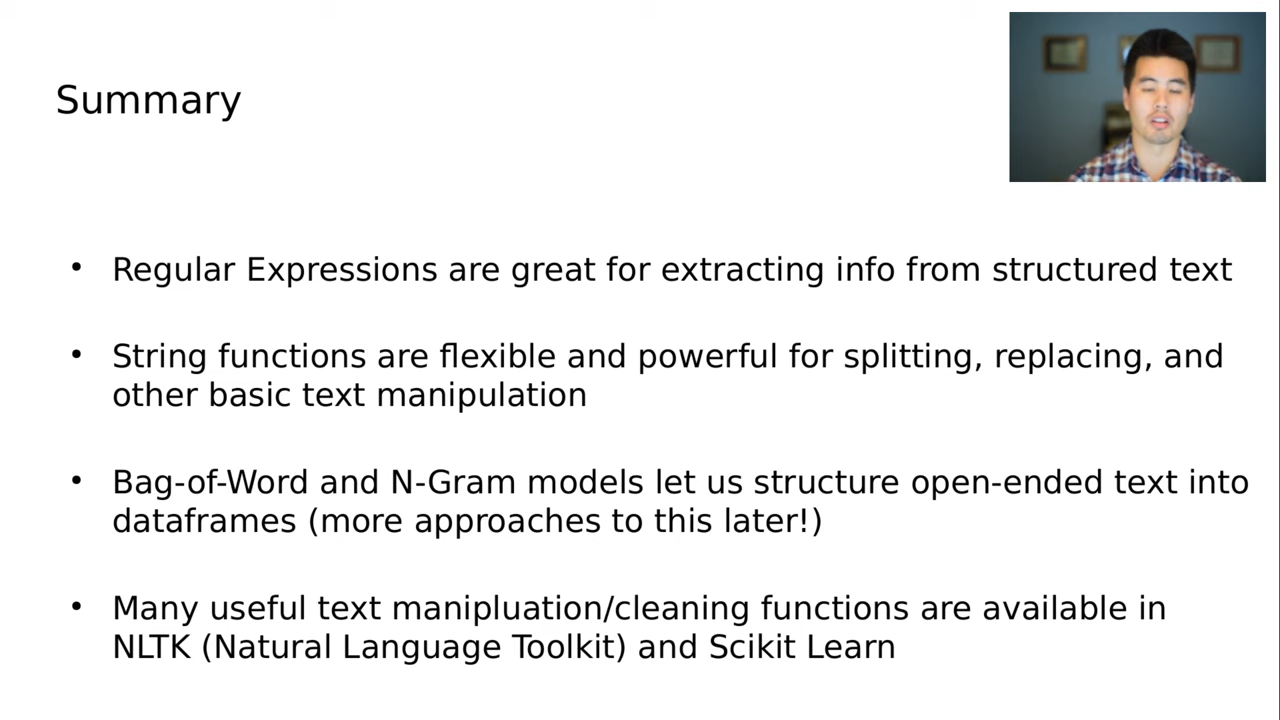 Summary
• Regular Expressions are great for extracting info from structured text
• String functions are flexible and powerful for splitting, replacing, and
other basic text manipulation
• Bag-of-Word and N-Gram models let us structure open-ended text into
dataframes (more approaches to this later!)
• Many useful text manipluation/cleaning functions are available in
NLTK (Natural Language Toolkit) and Scikit Learn